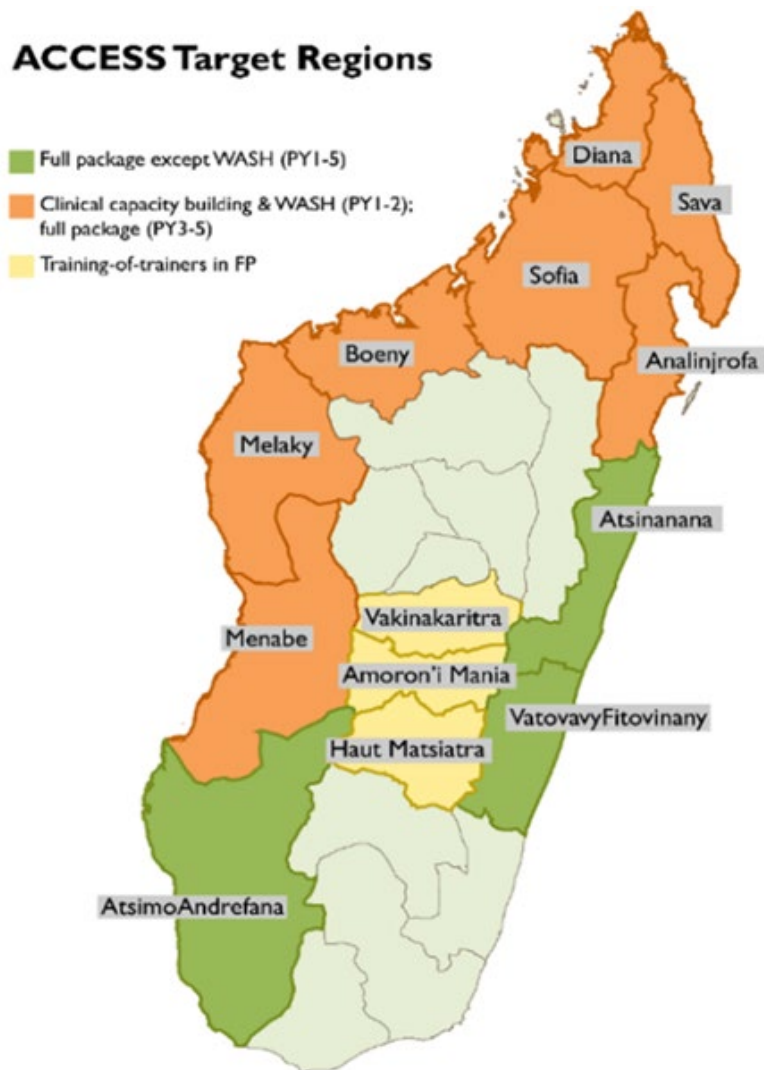 ACCESS Target Regions
Full package except WASH (PY1-5)
Clinical capacity building & WASH (PY1-2);
full package (PY3-5)
Training-of-trainers in FP
Diana
Sava
Sofia
Boeny
Analinjrofa
Melaky
Atsinanana
Vakinakaritra
Menabe
Amoron'i Mania
VatovavyFitovinany
Haut Matsiatra
AtsimoAndrefana